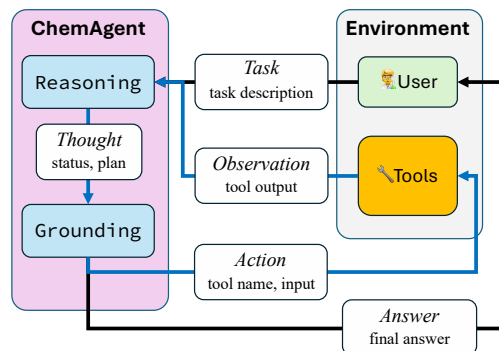 ChemAgent
Environment
Reasoning
Task
task description
User
Thought
status, plan
Observation
tool output
Tools
Grounding
Action
tool name, input
Answer
final answer